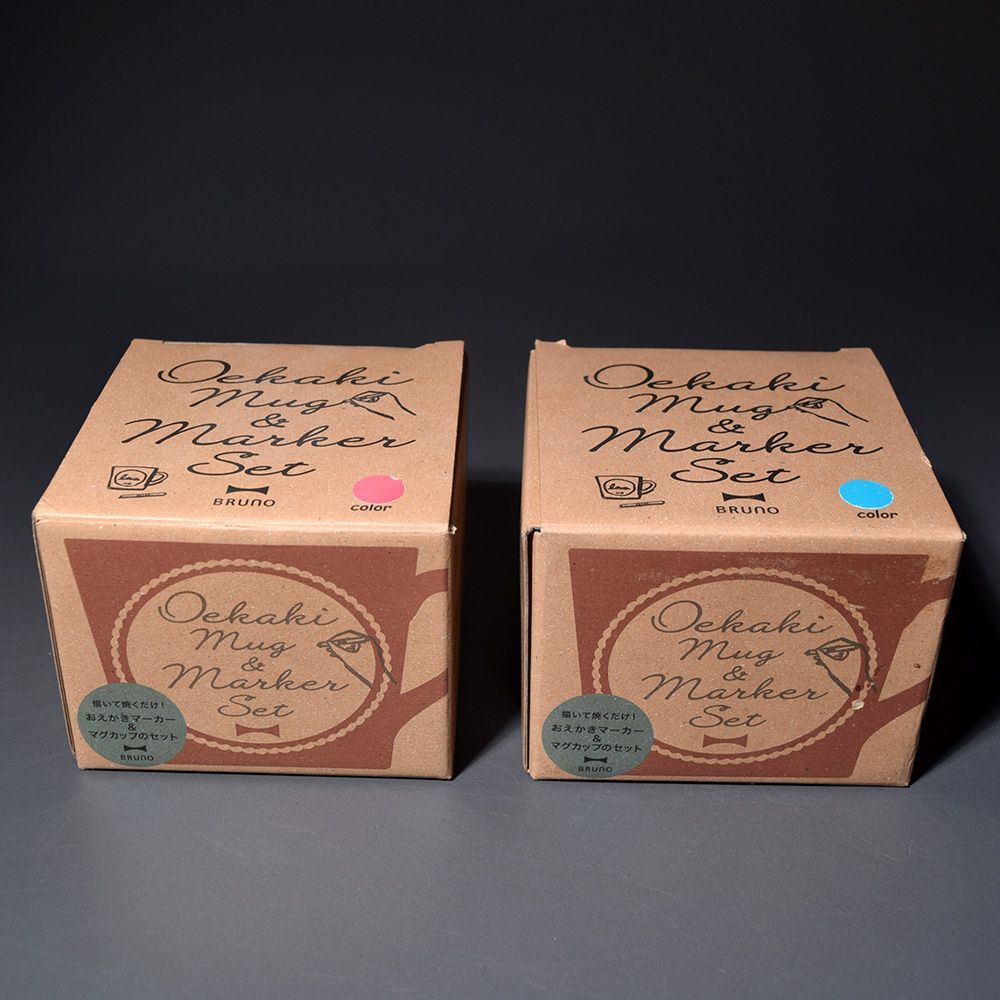 Oekaki
Mug
&
Marker
Set
BRUNO
color
Oekaki
Mug
&
Marker
Set
描いて焼くだけ!
おえかきマーカー
&
マグカップのセット
BRUNO
Oekaki
Mug
&
Marker
Set
BRUNO
color
Oekaki
Mug
&
Marker
Set
描いて焼くだけ!
おえかきマーカー
&
マグカップのセット
BRUNO